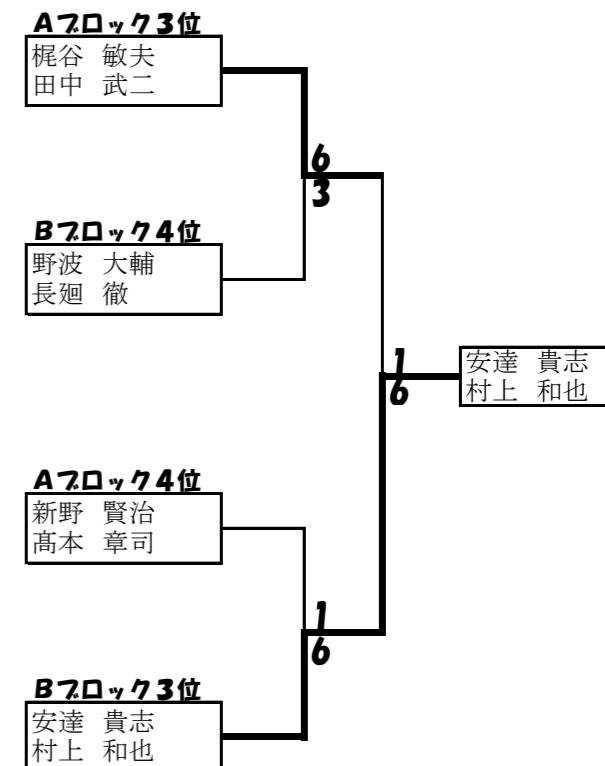 Aブロック3位
梶谷 敏夫
田中 武二
6
3
Bブロック4位
野波 大輔
長廻 徹
1
6
安達 貴志
村上 和也
Aブロック4位
新野 賢治
髙本 章司
1
6
Bブロック3位
安達 貴志
村上 和也